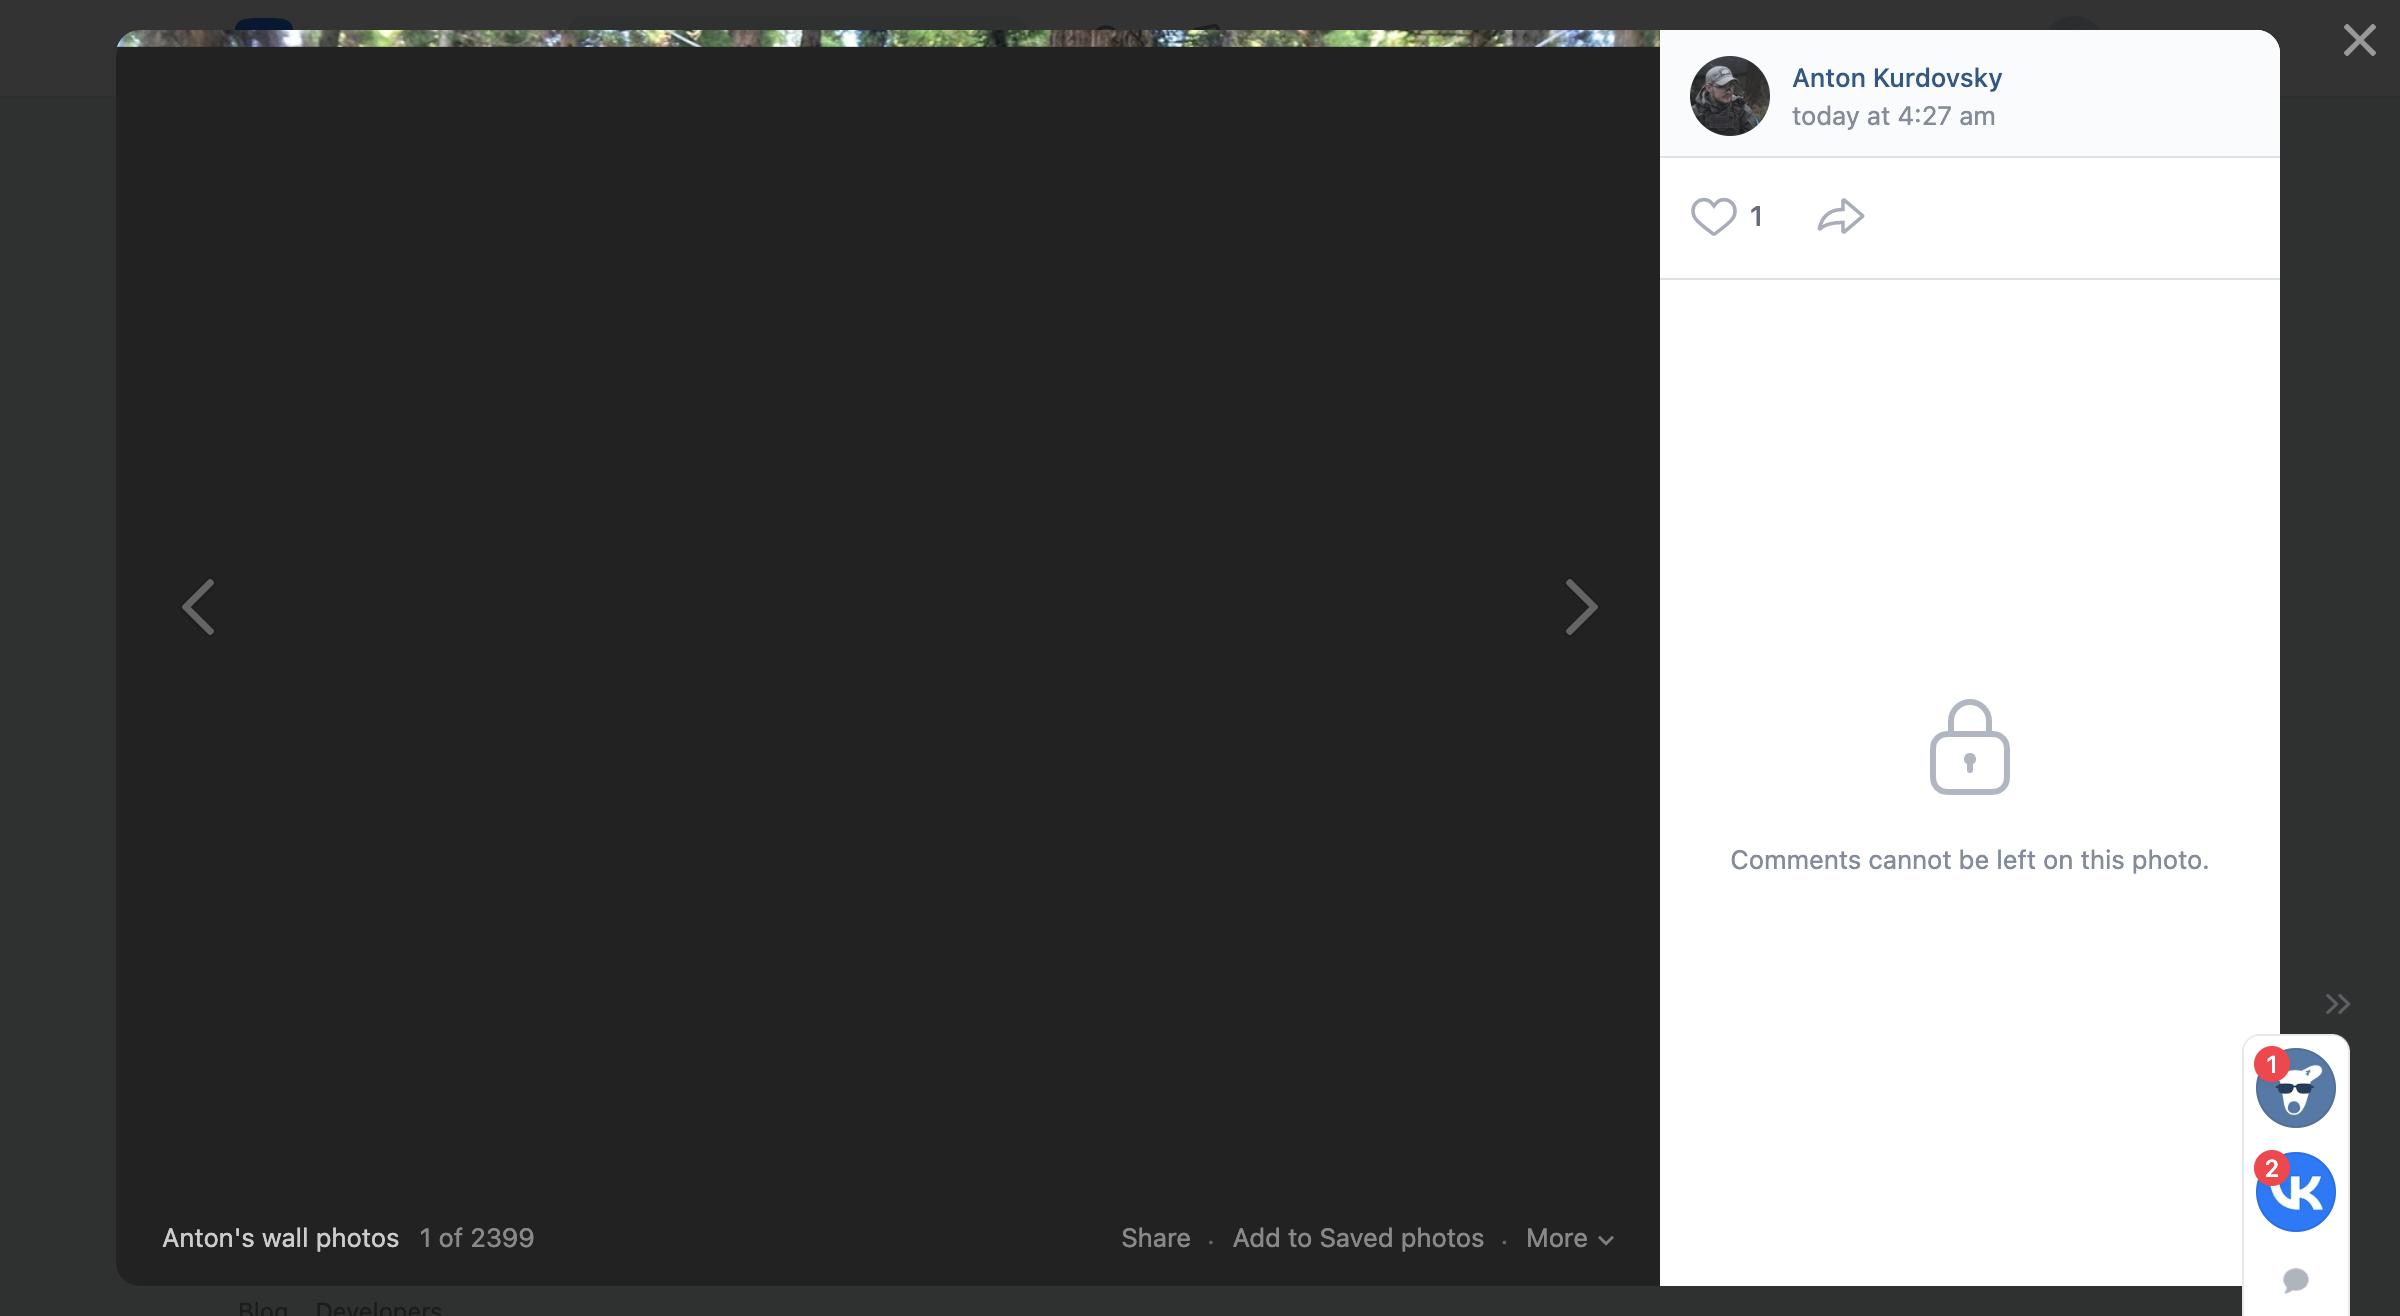 Anton Kurdovsky
today at 4:27 am
1
Comments cannot be left on this photo.
1
2
Anton's wall photos 1 of 2399
Share · Add to Saved photos · More
Blog Developers